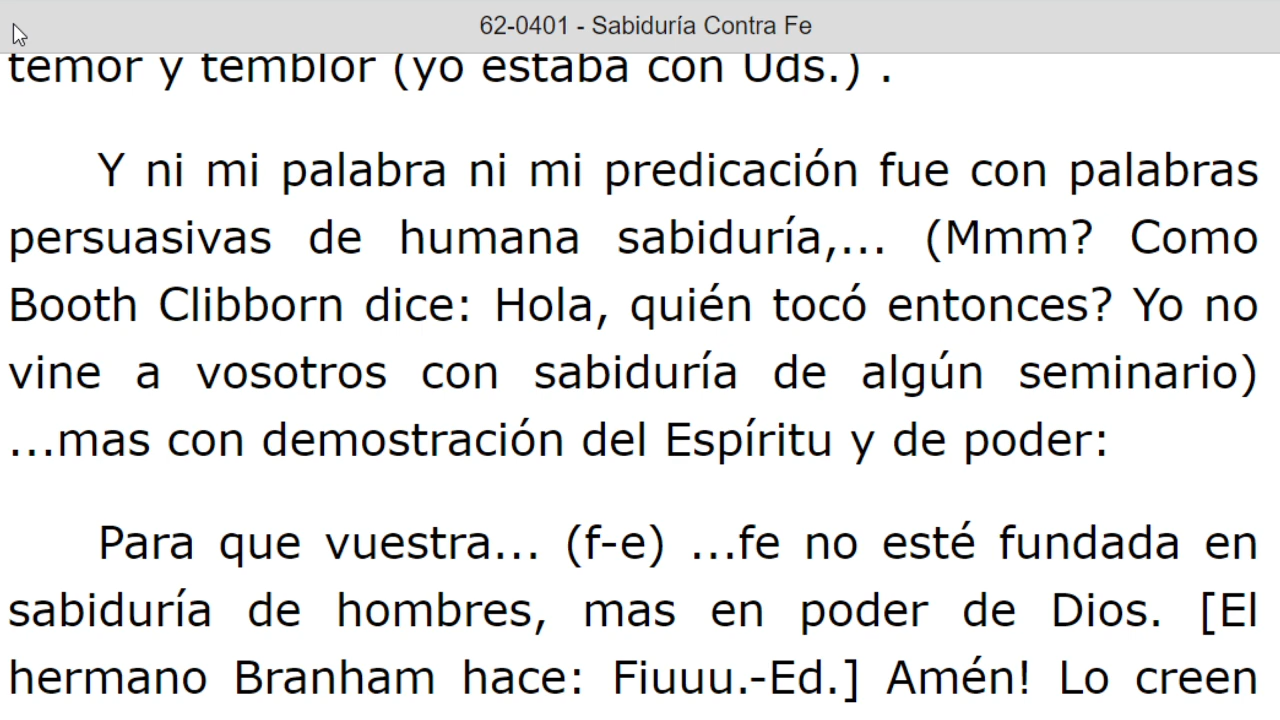 62-0401 - Sabiduría Contra Fe
temor y temblor (yo estaba con Uds.) .
Y ni mi palabra ni mi predicación fue con palabras
persuasivas de humana sabiduría,... (Mmm? Como
Booth Clibborn dice: Hola, quién tocó entonces? Yo no
vine a vosotros con sabiduría de algún seminario)
...mas con demostración del Espíritu y de poder:
Para que vuestra... (f-e) ...fe no esté fundada en
sabiduría de hombres, mas en poder de Dios. [El
hermano Branham hace: Fiuuu.-Ed.] Amén! Lo creen